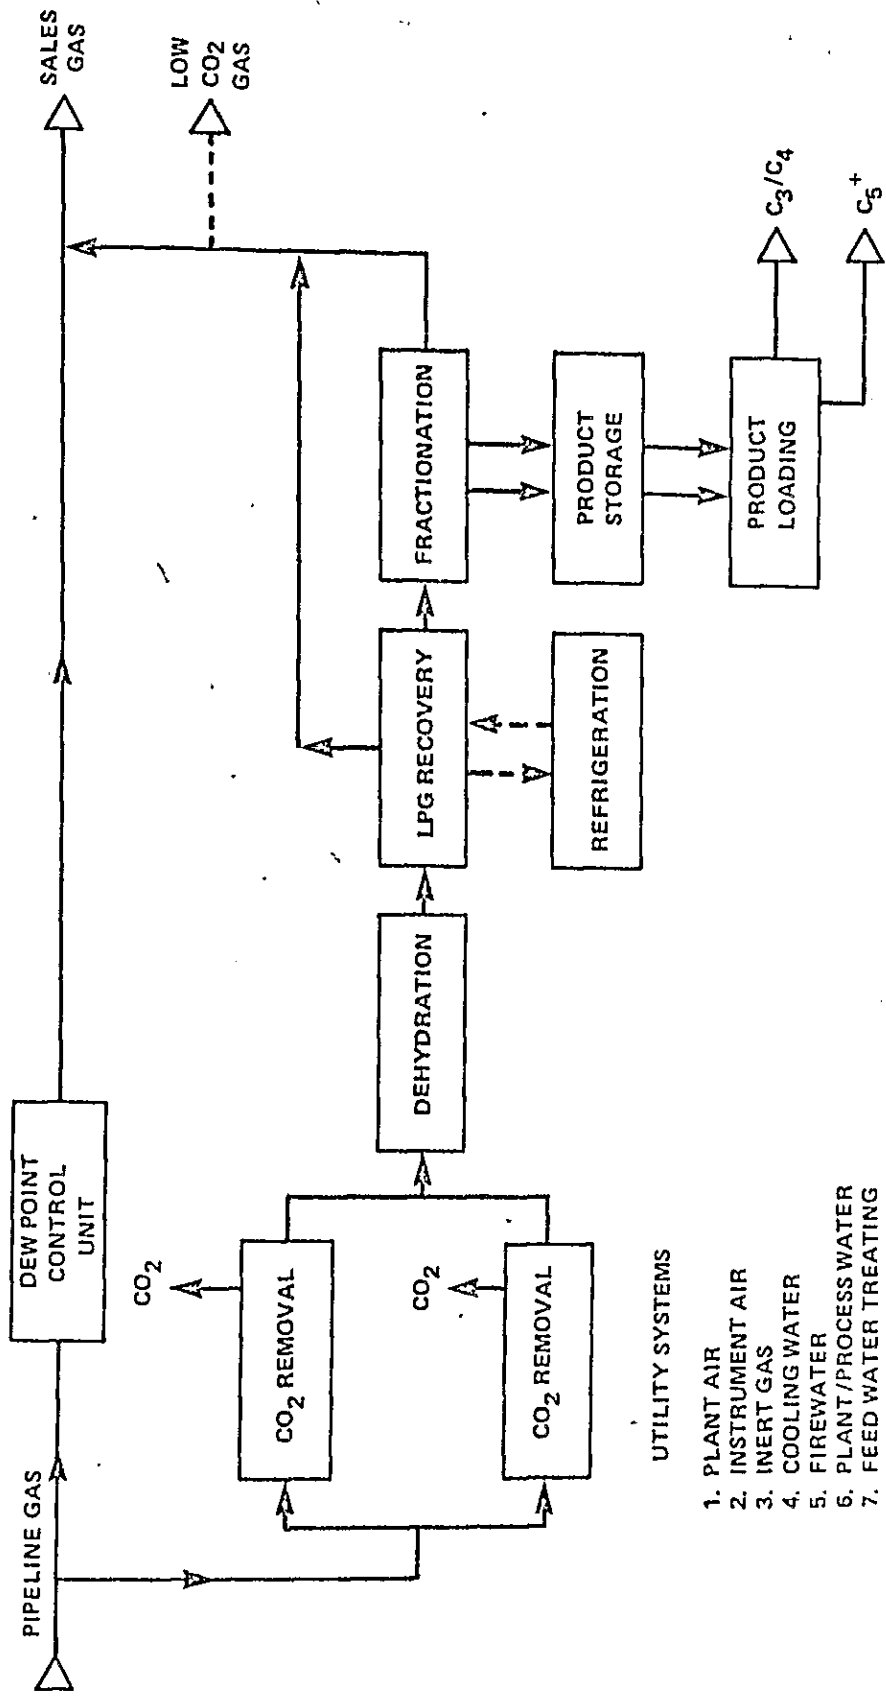 PIPELINE GAS
DEW POINT
CONTROL
UNIT
SALES
GAS
LOW
CO2
GAS
CO2
CO2 REMOVAL
CO2
CO2 REMOVAL
DEHYDRATION
LPG RECOVERY
FRACTIONATION
REFRIGERATION
PRODUCT
STORAGE
PRODUCT
LOADING
C3/C4
C5+
UTILITY SYSTEMS
1. PLANT AIR
2. INSTRUMENT AIR
3. INERT GAS
4. COOLING WATER
5. FIREWATER
6. PLANT/PROCESS WATER
7. FEED WATER TREATING